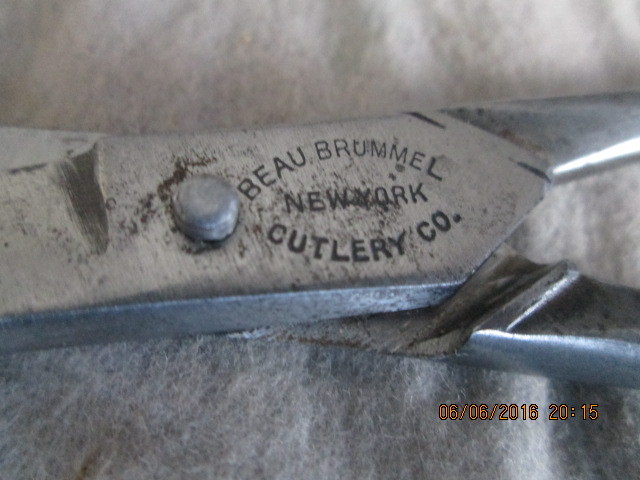 BEAU BRUMMEL
NEW YORK
CUTLERY CO.
06/06/2016 20:15